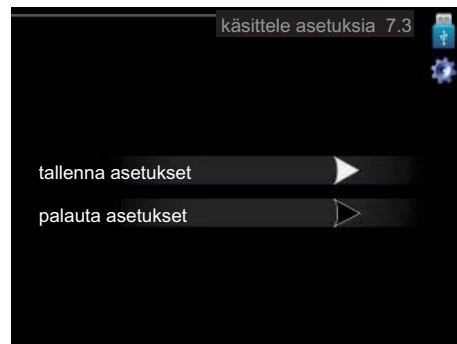 käsittele asetuksia 7.3
tallenna asetukset
palauta asetukset